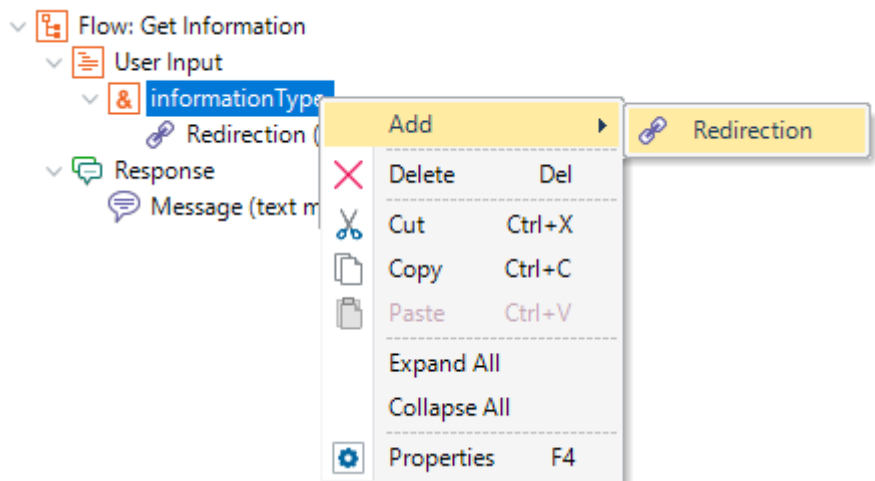 Flow: Get Information
User Input
& informationType
Redirection (
Response
Message (text m
Add
Redirection
Delete Del
Cut Ctrl+X
Copy Ctrl+C
Paste Ctrl+V
Expand All
Collapse All
Properties F4